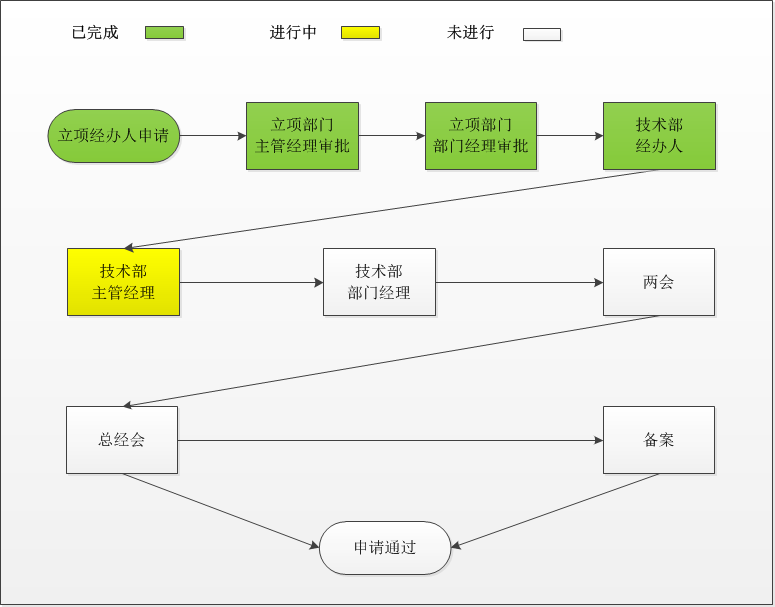 已完成
进行中
未进行
立项经办人申请
立项部门
主管经理审批
立项部门
部门经理审批
技术部
经办人
技术部
主管经理
技术部
部门经理
两会
总经会
备案
申请通过